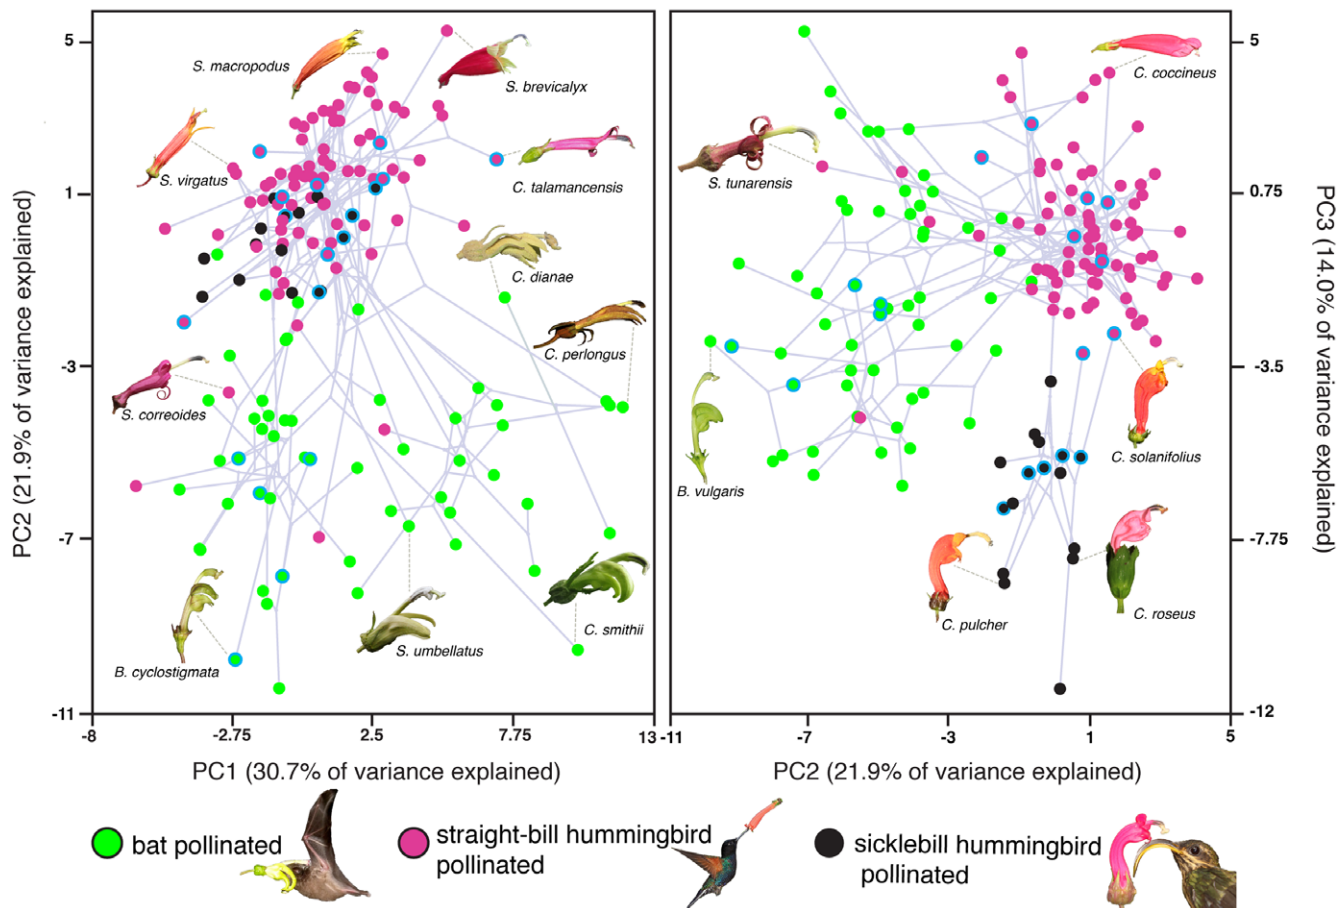 5
1
-3
-7
-11
PC2 (21.9% of variance explained)
S. macropodus
S. brevicalyx
S. virgatus
C. talamancensis
C. dianae
C. perlongus
S. correoides
C. smithii
S. umbellatus
B. cyclostigmata
-8
-2.75
2.5
7.75
13
PC1 (30.7% of variance explained)
C. coccineus
S. tunarensis
C. solanifolius
B. vulgaris
C. roseus
C. pulcher
5
0.75
-3.5
-7.75
-12
PC3 (14.0% of variance explained)
-11
-7
-3
1
5
PC2 (21.9% of variance explained)
bat pollinated
straight-bill hummingbird
pollinated
sicklebill hummingbird
pollinated